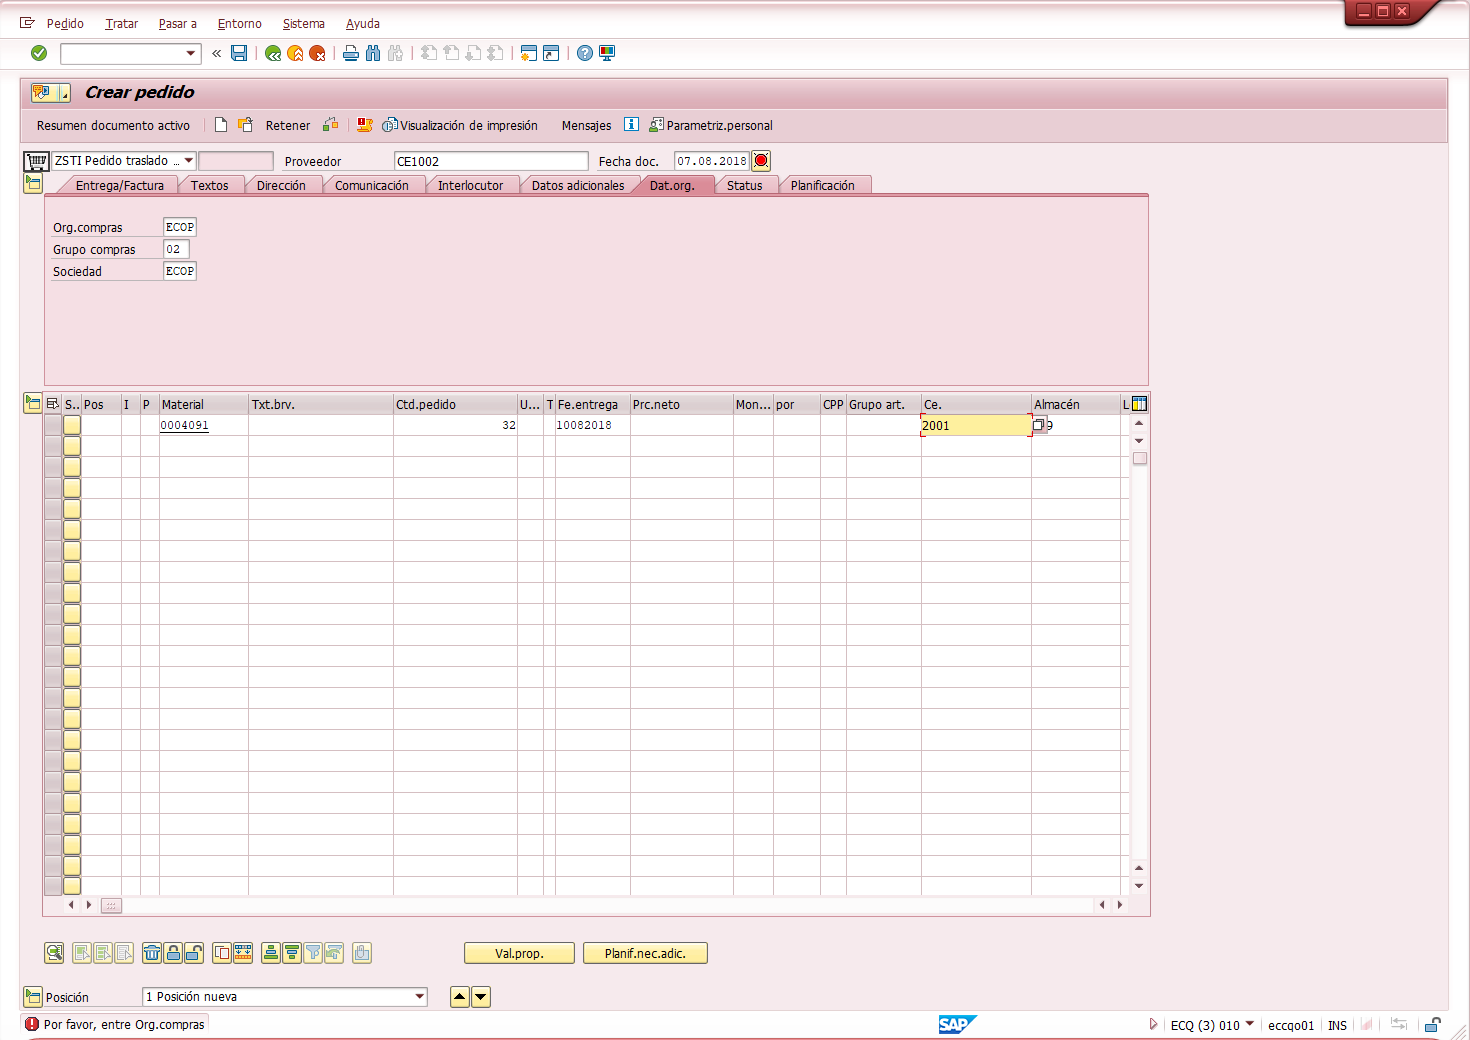 Pedido Tratar Pasar a Entorno Sistema Ayuda
Crear pedido
Resumen documento activo Retener Visualización de impresión Mensajes Parametriz.personal
ZSTI Pedido traslado ... Proveedor CE1002 Fecha doc. 07.08.2018
Entrega/Factura Textos Dirección Comunicación Interlocutor Datos adicionales Dat.org. Status Planificación
Org.compras ECOP
Grupo compras 02
Sociedad ECOP
S.. Pos I P Material Txt.brv. Ctd.pedido U... T Fe.entrega Prc.neto Mon... por CPP Grupo art. Ce. Almacén L
0004091 32 10082018 2001 9
Val.prop. Planif.nec.adic.
Posición 1 Posición nueva
Por favor, entre Org.compras SAP ECQ (3) 010 eccqo01 INS